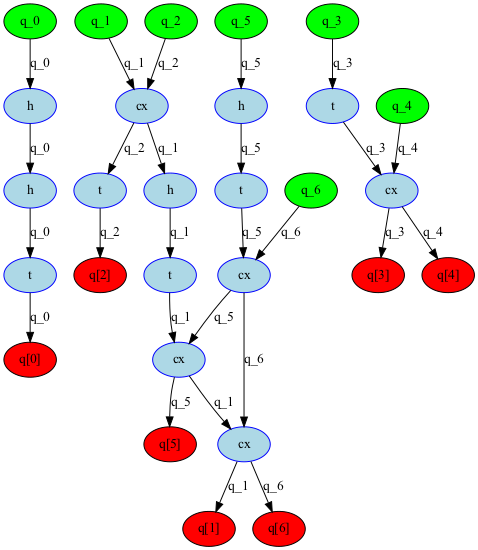 q_0 q_1 q_2 q_5 q_3
q_0 q_1 q_2 q_5 q_3
h cx h t q_4
q_0 q_2 q_1 q_5 q_3 q_4
h t h t q_6 cx
q_0 q_2 q_1 q_5 q_6 q_3 q_4
t q[2] t cx q[3] q[4]
q_0 q_1 q_5
q[0] cx q_6
q_5 q_1
q[5] cx
q_1 q_6
q[1] q[6]